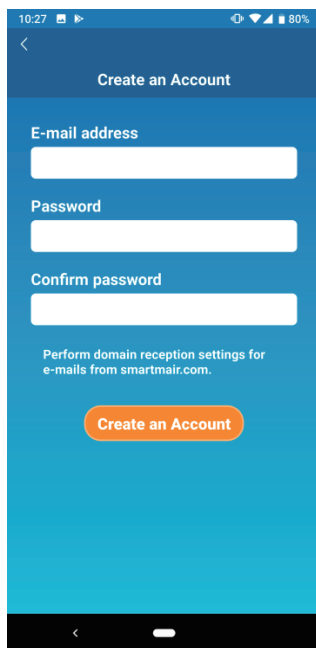 10:27 80%
Create an Account
E-mail address
Password
Confirm password
Perform domain reception settings for
e-mails from smartmair.com.
Create an Account